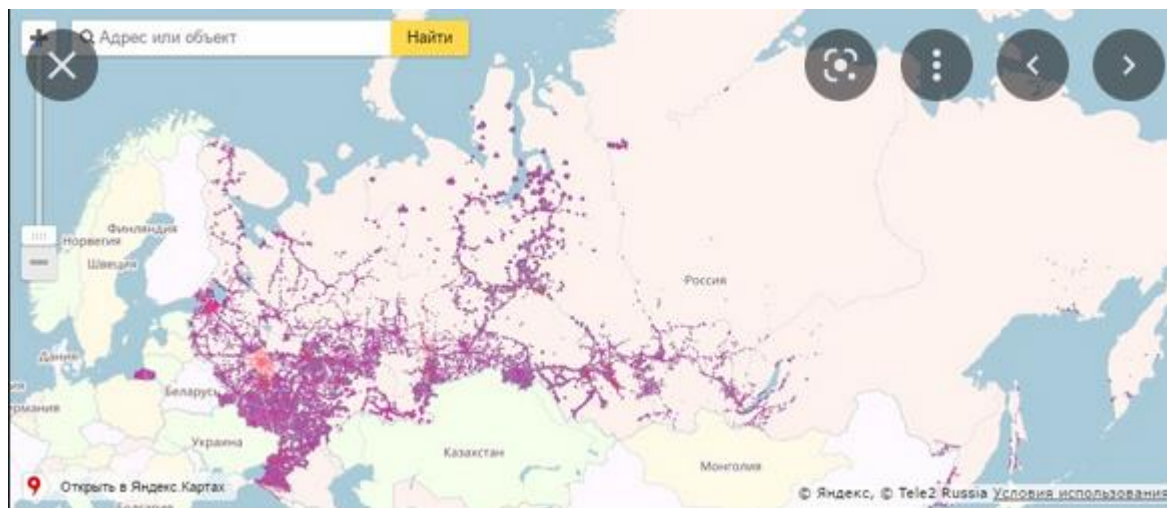 Адрес или объект
Найти
Финляндия
Норвегия
Швеция
Россия
Дания
Беларусь
Украина
Казахстан
Монголия
Открыть в Яндекс.Картах
© Яндекс, © Tele2 Russia Условия использования